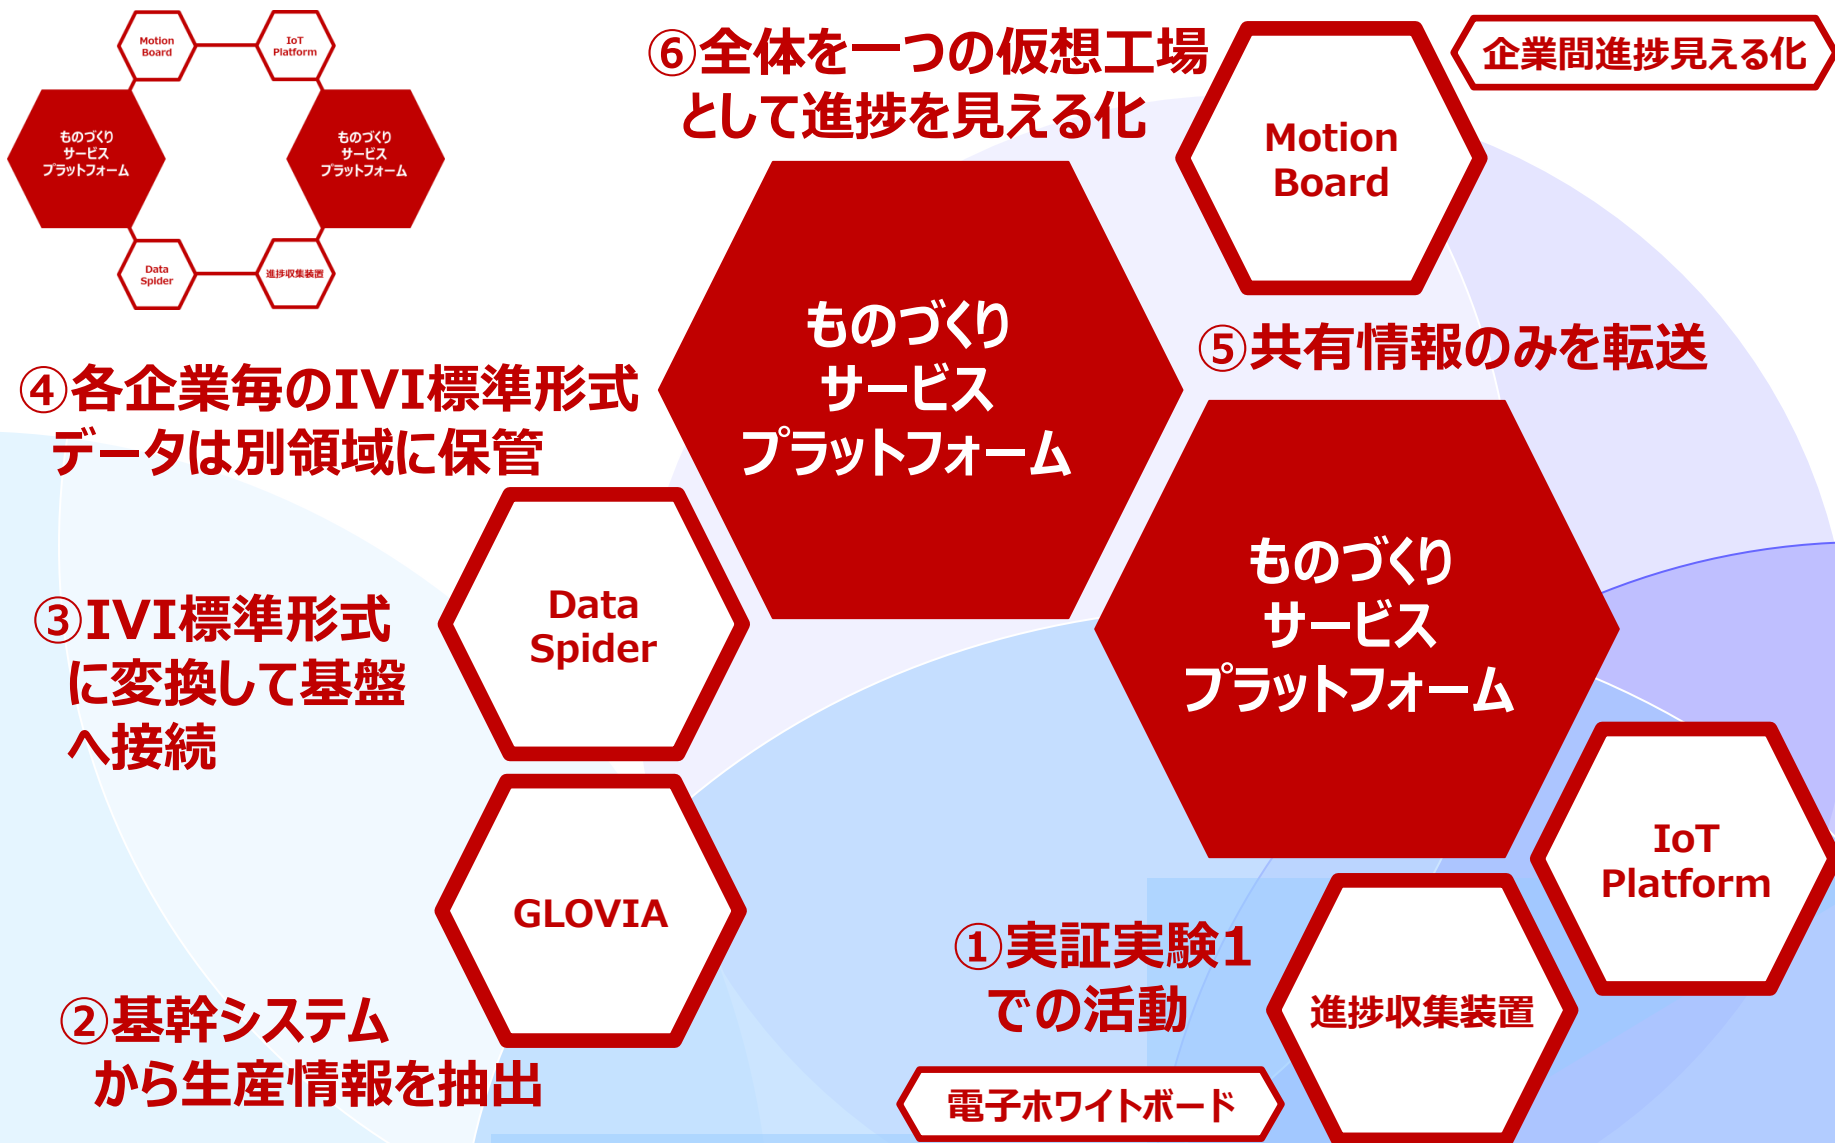 Motion
Board
IoT
Platform
ものづくり
サービス
プラットフォーム
ものづくり
サービス
プラットフォーム
Data
Spider
進捗収集装置
⑥全体を一つの仮想工場
として進捗を見える化
Motion
Board
企業間進捗見える化
ものづくり
サービス
プラットフォーム
⑤共有情報のみを転送
④各企業毎のIVI標準形式
データは別領域に保管
ものづくり
サービス
プラットフォーム
Data
Spider
③IVI標準形式
に変換して基盤
へ接続
IoT
Platform
GLOVIA
①実証実験1
での活動
進捗収集装置
②基幹システム
から生産情報を抽出
電子ホワイトボード